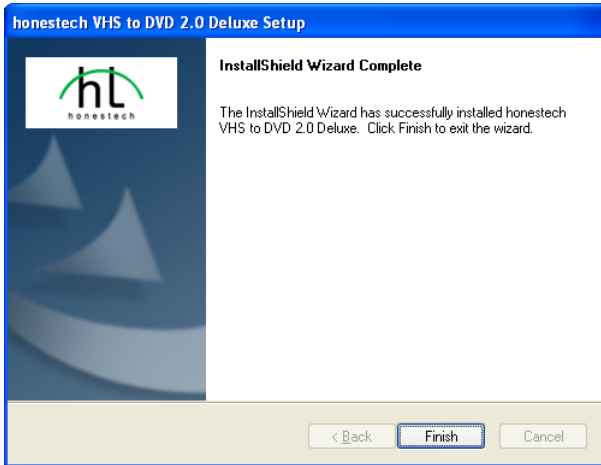 honestech VHS to DVD 2.0 Deluxe Setup
hL
honestech
InstallShield Wizard Complete
The InstallShield Wizard has successfully installed honestech
VHS to DVD 2.0 Deluxe. Click Finish to exit the wizard.
< Back
Finish
Cancel